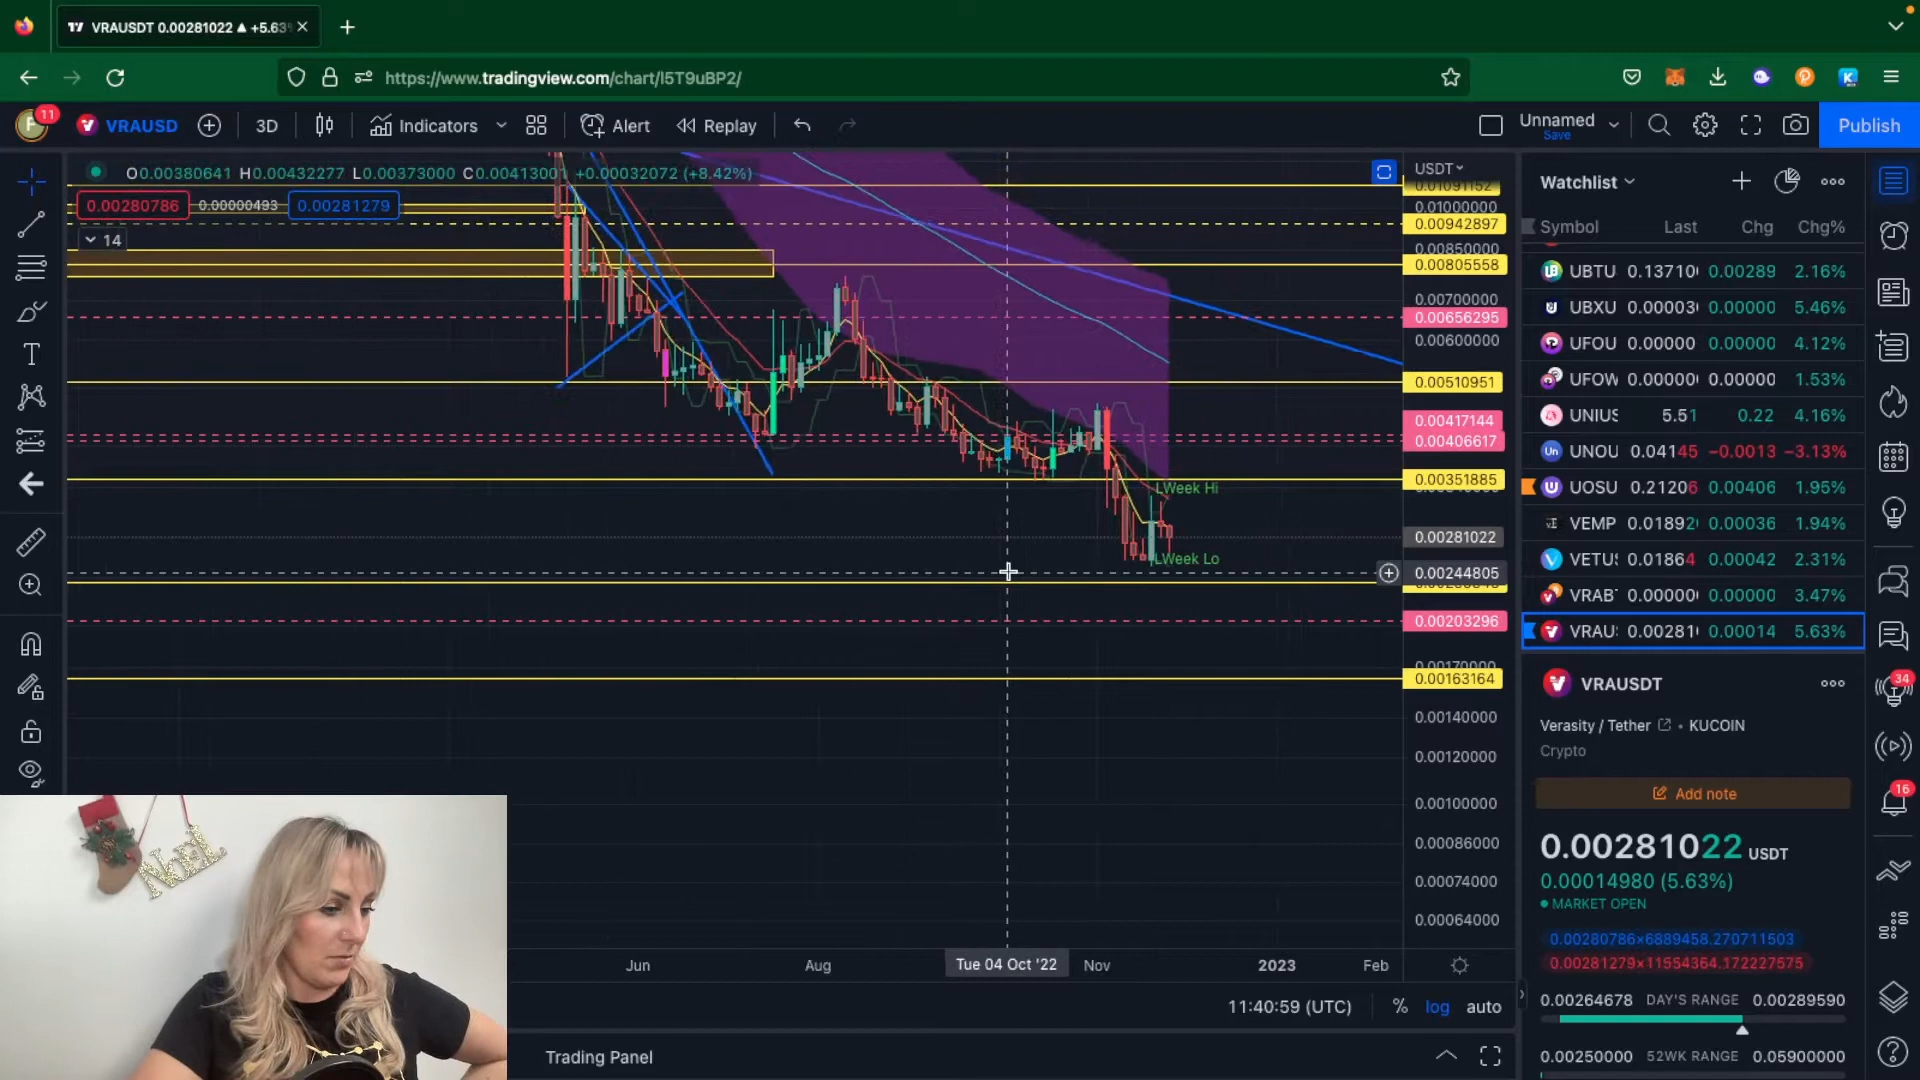 VRAUSDT 0.00281022 ▲ +5.63
https://www.tradingview.com/chart/I5T9uBP2/
11
VRAUSD
3D
Indicators
Alert
Replay
Unnamed
Save
Publish
O0.00380641 H0.00432277 L0.00373000 C0.00413001 +0.00032072 (+8.42%)
0.00280786
0.00000493
0.00281279
14
USDT
0.01091152
0.01000000
0.00942897
0.00850000
0.00805558
0.00700000
0.00656295
0.00600000
0.00510951
0.00417144
0.00406617
0.00351885
0.00281022
0.00244805
0.00203296
0.00170000
0.00163164
0.00140000
0.00120000
0.00100000
0.00086000
0.00074000
0.00064000
LWeek Hi
LWeek Lo
Jun
Aug
Tue 04 Oct '22
Nov
2023
Feb
11:40:59 (UTC)
%
log
auto
Trading Panel
Watchlist
Symbol Last Chg Chg%
UBTU 0.13710 0.00289 2.16%
UBXU 0.00003 0.00000 5.46%
UFOU 0.00000 0.00000 4.12%
UFOW 0.00000 0.00000 1.53%
UNIUS 5.51 0.22 4.16%
UNOU 0.04145 −0.0013 −3.13%
UOSU 0.21206 0.00406 1.95%
VEMP 0.01892 0.00036 1.94%
VETUS 0.01864 0.00042 2.31%
VRAB 0.00000 0.00000 3.47%
VRAUS 0.00281 0.00014 5.63%
VRAUSDT
Verasity / Tether • KUCOIN
Crypto
Add note
0.00281022 USDT
0.00014980 (5.63%)
MARKET OPEN
0.00280786×6889458.270711503
0.00281279×11554364.172227575
0.00264678 DAY'S RANGE 0.00289590
0.00250000 52WK RANGE 0.05900000
34
16
NOEL